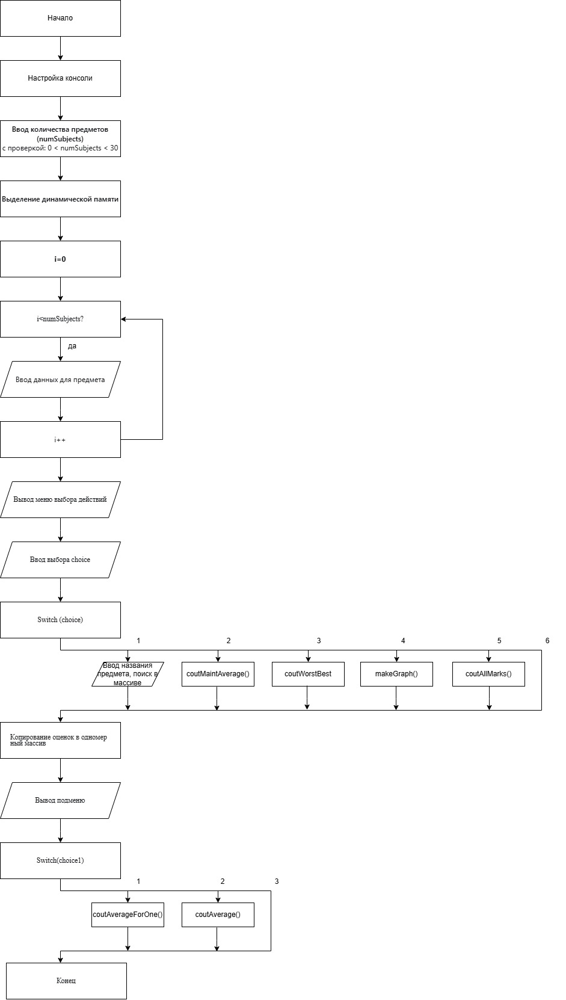 Начало
Настройка консоли
Ввод количества предметов
(numSubjects)
с проверкой: 0 < numSubjects < 30
Выделение динамической памяти
i=0
i<numSubjects?
да
Ввод данных для предмета
i++
Вывод меню выбора действий
Ввод выбора choice
Switch (choice)
1
2
3
4
5
6
Ввод названия
предмета, поиск в
массиве
coutMaintAverage()
coutWorstBest
makeGraph()
coutAllMarks()
Копирование оценок в одномер
ный массив
Вывод подменю
Switch(choice1)
1
2
3
coutAverageForOne()
coutAverage()
Конец